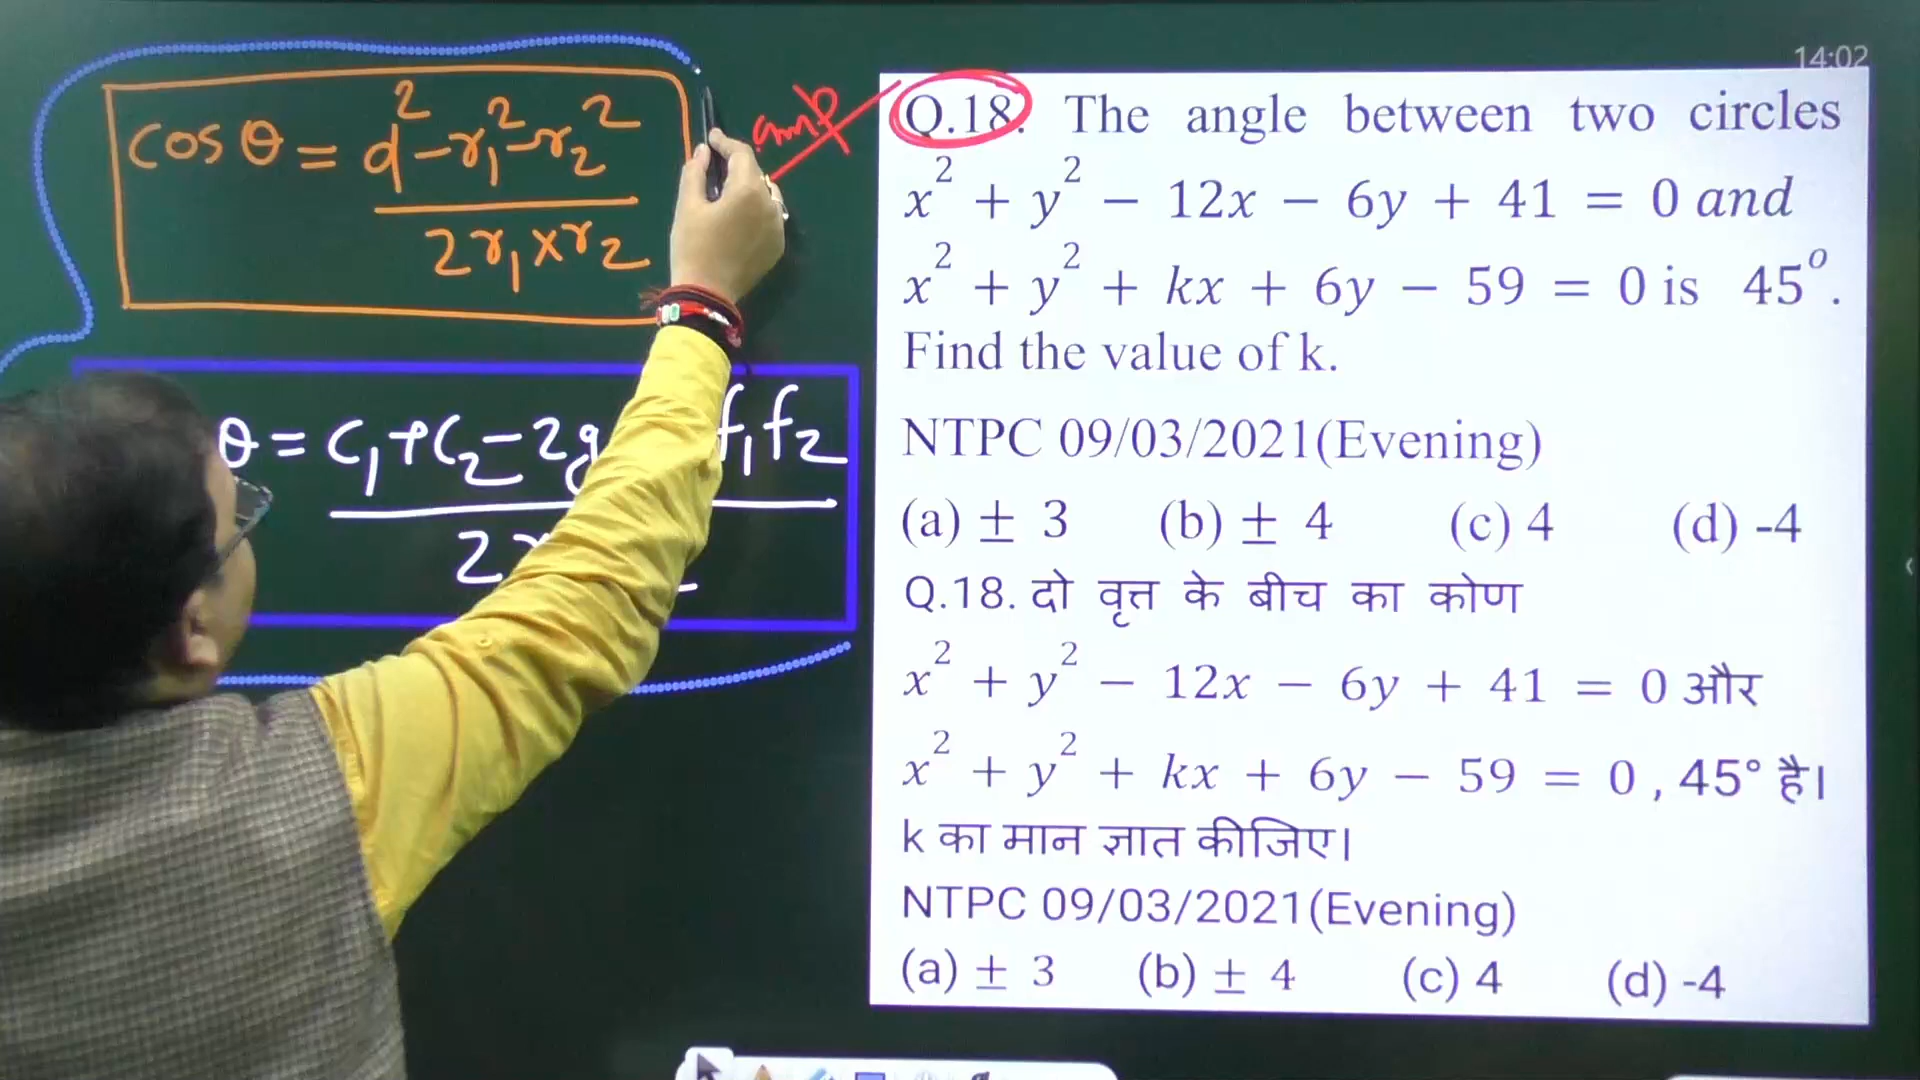 14:02
cos θ = d² - r₁² - r₂²
2r₁ × r₂
θ = c₁ + c₂ - 2g f₁f₂
2
imp
Q.18. The angle between two circles
x² + y² − 12x − 6y + 41 = 0 and
x² + y² + kx + 6y − 59 = 0 is 45°.
Find the value of k.
NTPC 09/03/2021(Evening)
(a) ± 3 (b) ± 4 (c) 4 (d) -4
Q.18. दो वृत्त के बीच का कोण
x² + y² − 12x − 6y + 41 = 0 और
x² + y² + kx + 6y − 59 = 0 , 45° है।
k का मान ज्ञात कीजिए।
NTPC 09/03/2021(Evening)
(a) ± 3 (b) ± 4 (c) 4 (d) -4